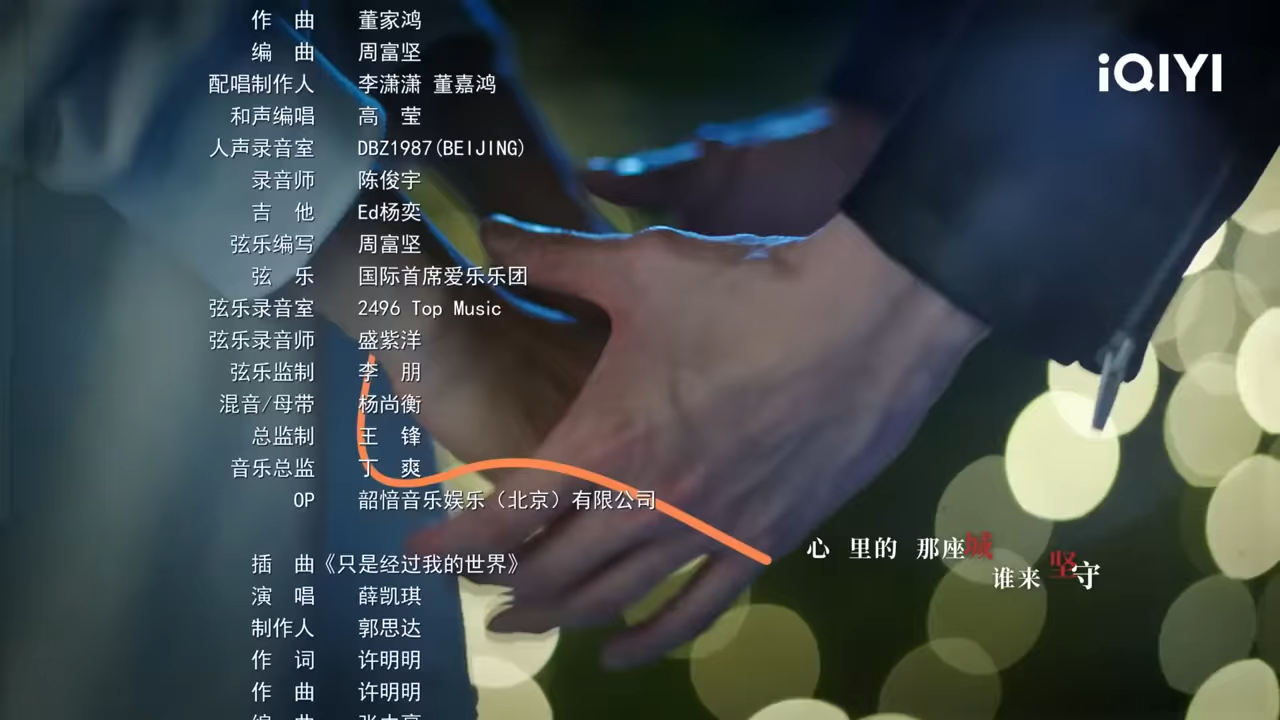 作 曲 董家鸿
编 曲 周富坚
配唱制作人 李潇潇 董嘉鸿
和声编唱 高 莹
人声录音室 DBZ1987(BEIJING)
录音师 陈俊宇
吉 他 Ed杨奕
弦乐编写 周富坚
弦 乐 国际首席爱乐乐团
弦乐录音室 2496 Top Music
弦乐录音师 盛紫洋
弦乐监制 李 朋
混音/母带 杨尚衡
总监制 王 锋
音乐总监 丁 爽
OP 韶愔音乐娱乐（北京）有限公司
插 曲《只是经过我的世界》
演 唱 薛凯琪
制作人 郭思达
作 词 许明明
作 曲 许明明
iQIYI
心 里的 那座城
谁来 坚守